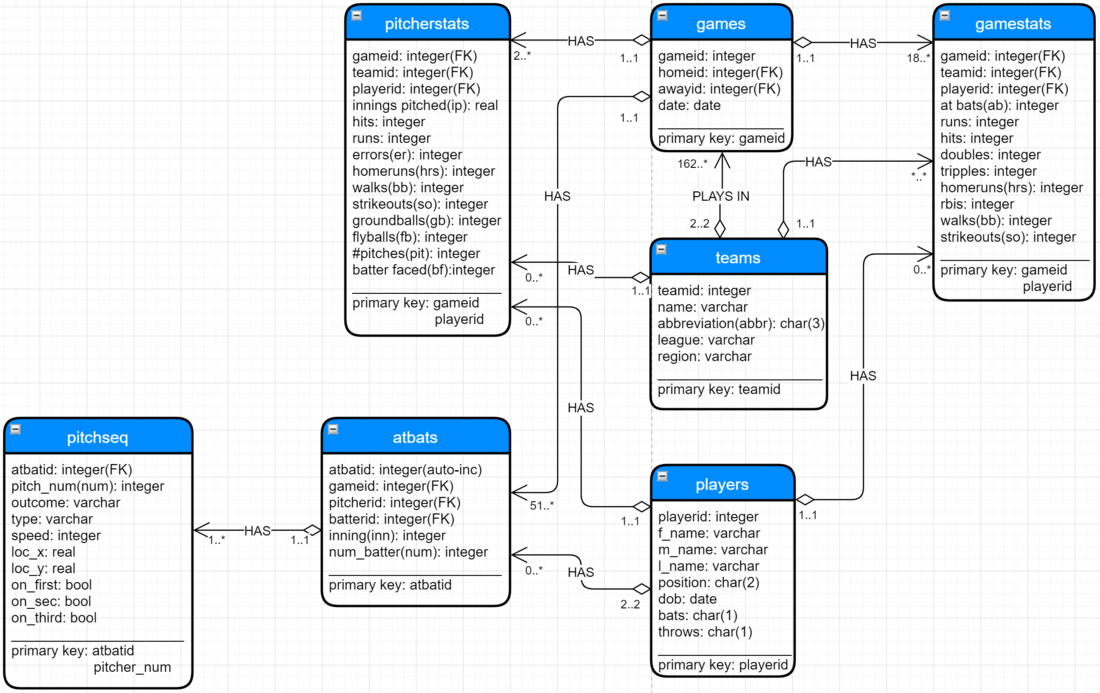 pitcherstats
gameid: integer(FK)
teamid: integer(FK)
playerid: integer(FK)
innings pitched(ip): real
hits: integer
runs: integer
errors(er): integer
homeruns(hrs): integer
walks(bb): integer
strikeouts(so): integer
groundballs(gb): integer
flyballs(fb): integer
#pitches(pit): integer
batter faced(bf):integer
primary key: gameid
playerid
HAS
2..*
1..1
games
gameid: integer
homeid: integer(FK)
awayid: integer(FK)
date: date
primary key: gameid
HAS
1..1
18..*
gamestats
gameid: integer(FK)
teamid: integer(FK)
playerid: integer(FK)
at bats(ab): integer
runs: integer
hits: integer
doubles: integer
tripples: integer
homeruns(hrs): integer
rbis: integer
walks(bb): integer
strikeouts(so): integer
primary key: gameid
playerid
1..1
HAS
51..*
162..*
PLAYS IN
2..2
HAS
*..*
1..1
HAS
0..*
1..1
teams
teamid: integer
name: varchar
abbreviation(abbr): char(3)
league: varchar
region: varchar
primary key: teamid
0..*
HAS
1..1
0..*
HAS
1..1
pitchseq
atbatid: integer(FK)
pitch_num(num): integer
outcome: varchar
type: varchar
speed: integer
loc_x: real
loc_y: real
on_first: bool
on_sec: bool
on_third: bool
primary key: atbatid
pitcher_num
HAS
1..*
1..1
atbats
atbatid: integer(auto-inc)
gameid: integer(FK)
pitcherid: integer(FK)
batterid: integer(FK)
inning(inn): integer
num_batter(num): integer
primary key: atbatid
0..*
HAS
2..2
players
playerid: integer
f_name: varchar
m_name: varchar
l_name: varchar
position: char(2)
dob: date
bats: char(1)
throws: char(1)
primary key: playerid